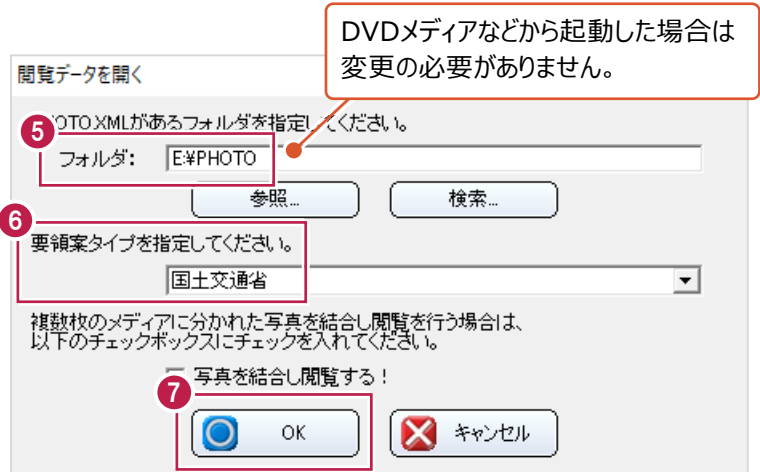 DVDメディアなどから起動した場合は
変更の必要がありません。
閲覧データを開く
OTO.XMLがあるフォルダを指定してください。
5
フォルダ:
E:¥PHOTO
参照...
検索...
6
要領案タイプを指定してください。
国土交通省
複数枚のメディアに分かれた写真を結合し閲覧を行う場合は、
以下のチェックボックスにチェックを入れてください。
写真を結合し閲覧する!
7
OK
キャンセル